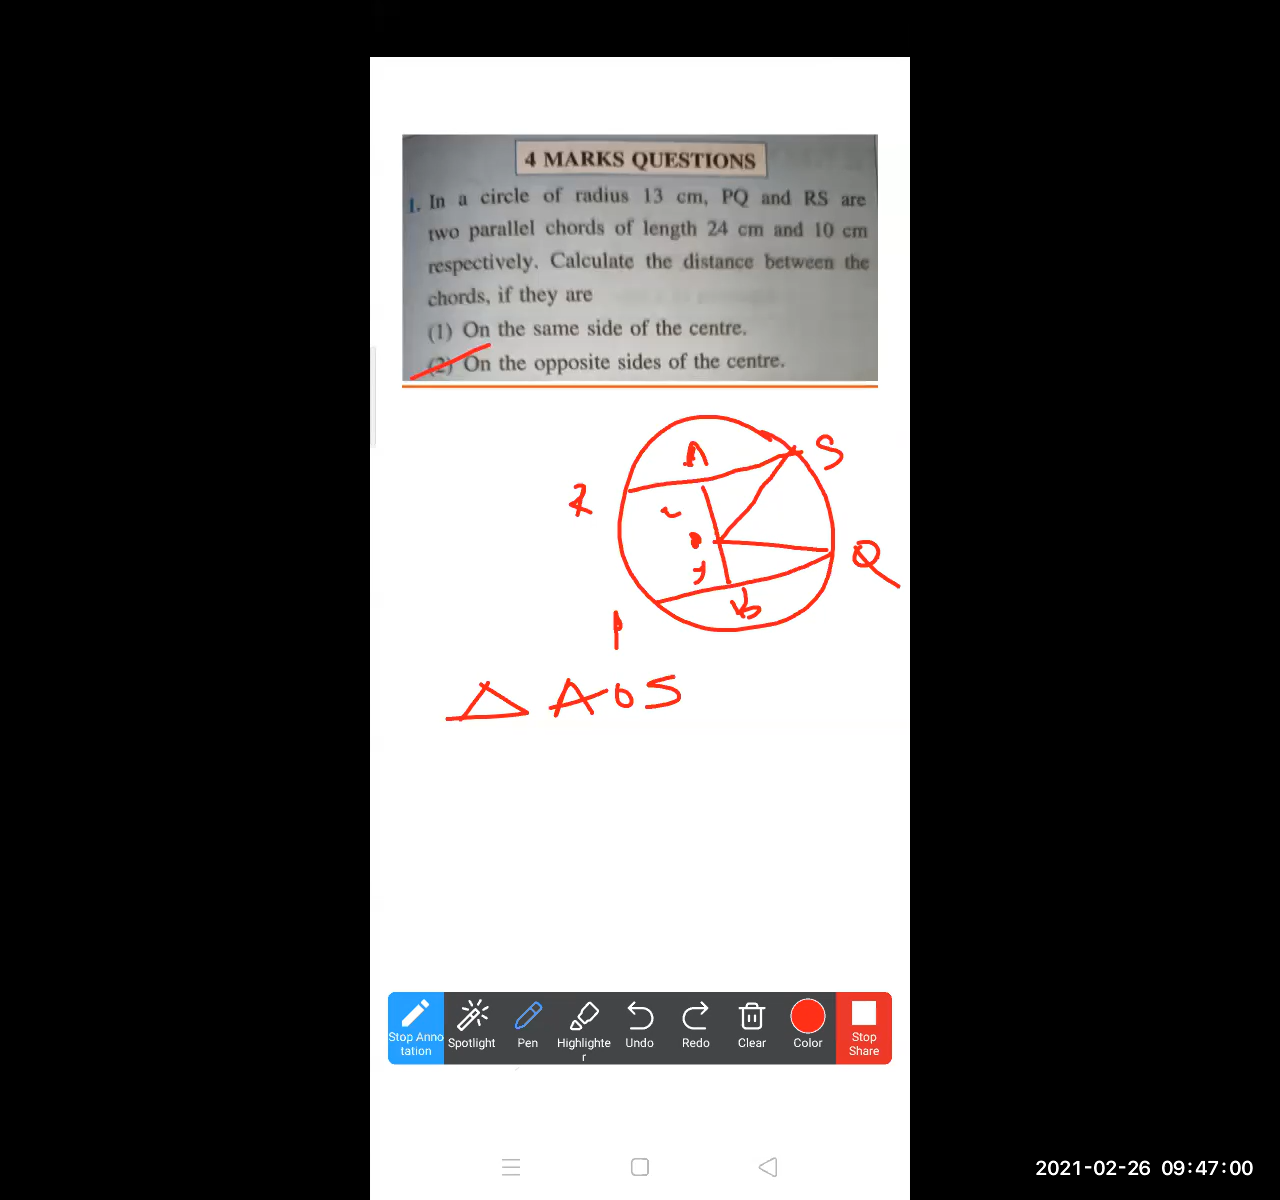 4 MARKS QUESTIONS
1. In a circle of radius 13 cm, PQ and RS are
two parallel chords of length 24 cm and 10 cm
respectively. Calculate the distance between the
chords, if they are
(1) On the same side of the centre.
(2) On the opposite sides of the centre.
A
S
R
O
Q
y
B
P
Δ AOS
Stop Anno
tation
Spotlight
Pen
Highlighte
r
Undo
Redo
Clear
Color
Stop
Share
2021-02-26 09:47:00